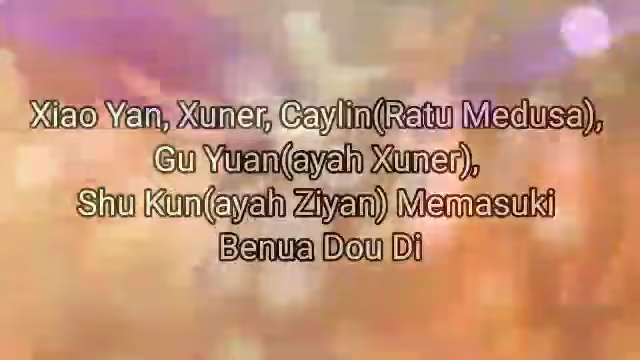 Xiao Yan, Xuner, Caylin(Ratu Medusa),
Gu Yuan(ayah Xuner),
Shu Kun(ayah Ziyan) Memasuki
Benua Dou Di